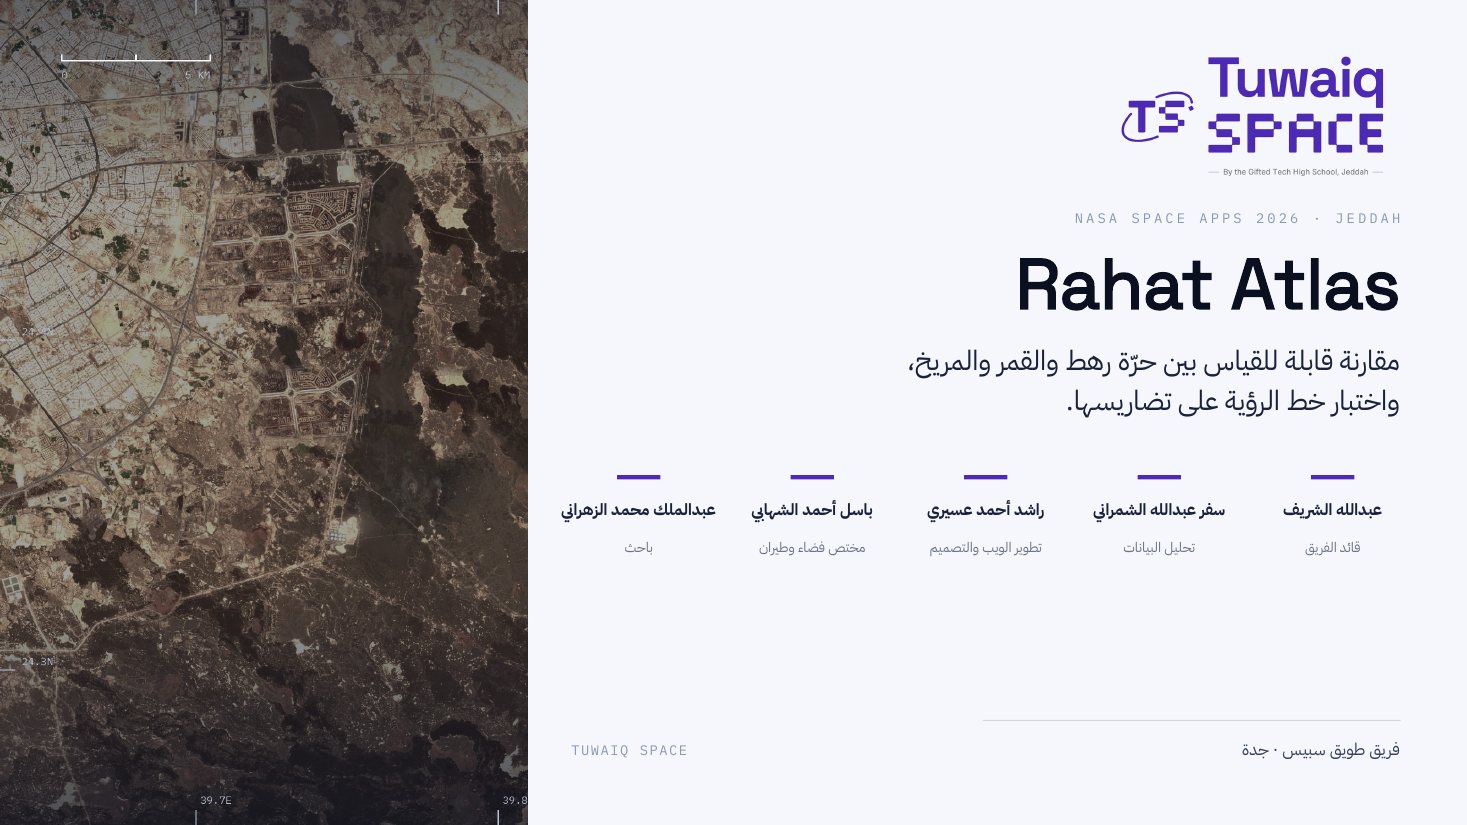 Tuwaiq
TS
SPACE
By the Gifted Tech High School, Jeddah
NASA SPACE APPS 2026 · JEDDAH
Rahat Atlas
مقارنة قابلة للقياس بين حرّة رهط والقمر والمريخ،
واختبار خط الرؤية على تضاريسها.
عبدالله الشريف
قائد الفريق
سفر عبدالله الشمراني
تحليل البيانات
راشد أحمد عسيري
تطوير الويب والتصميم
باسل أحمد الشهابي
مختص فضاء وطيران
عبدالملك محمد الزهراني
باحث
فريق طويق سبيس · جدة
TUWAIQ SPACE
0 5 KM
24.3N
39.7E
39.8